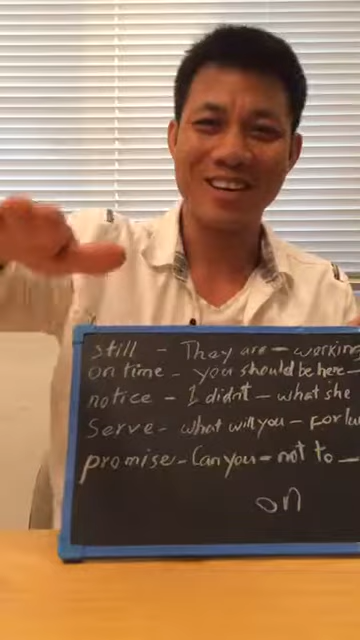 still - They are - working
on time - you should be here -
notice - I didn't - what she
Serve - what will you - For lu
promise - Can you - not to -
on